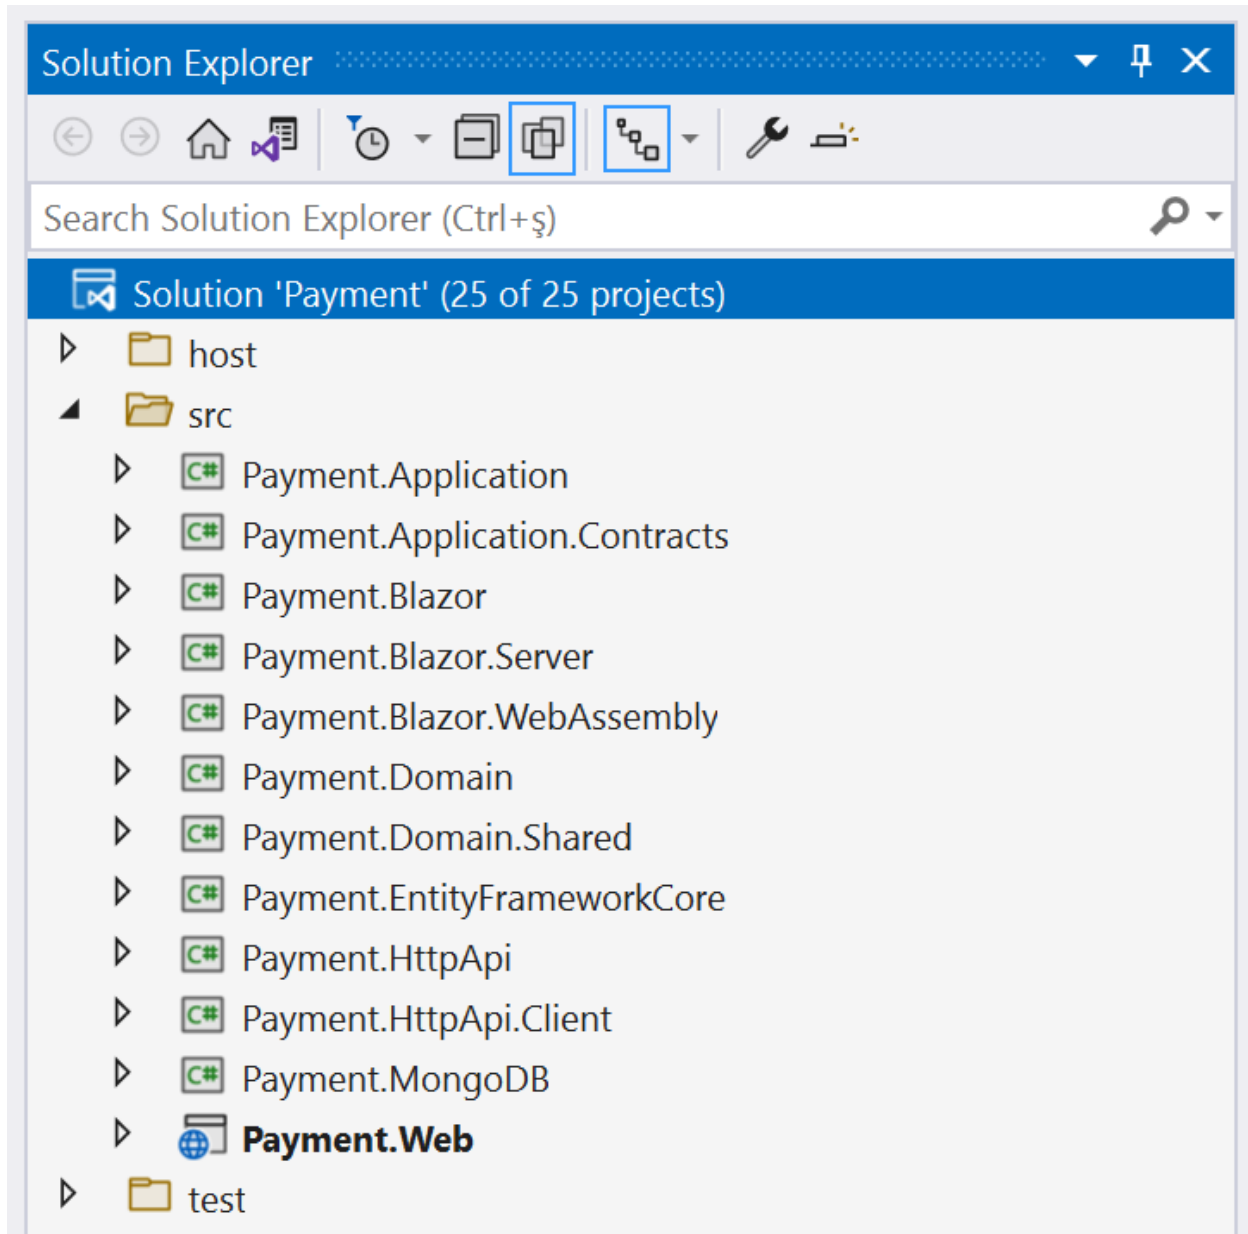 Solution Explorer
Search Solution Explorer (Ctrl+ş)
Solution 'Payment' (25 of 25 projects)
host
src
C# Payment.Application
C# Payment.Application.Contracts
C# Payment.Blazor
C# Payment.Blazor.Server
C# Payment.Blazor.WebAssembly
C# Payment.Domain
C# Payment.Domain.Shared
C# Payment.EntityFrameworkCore
C# Payment.HttpApi
C# Payment.HttpApi.Client
C# Payment.MongoDB
Payment.Web
test